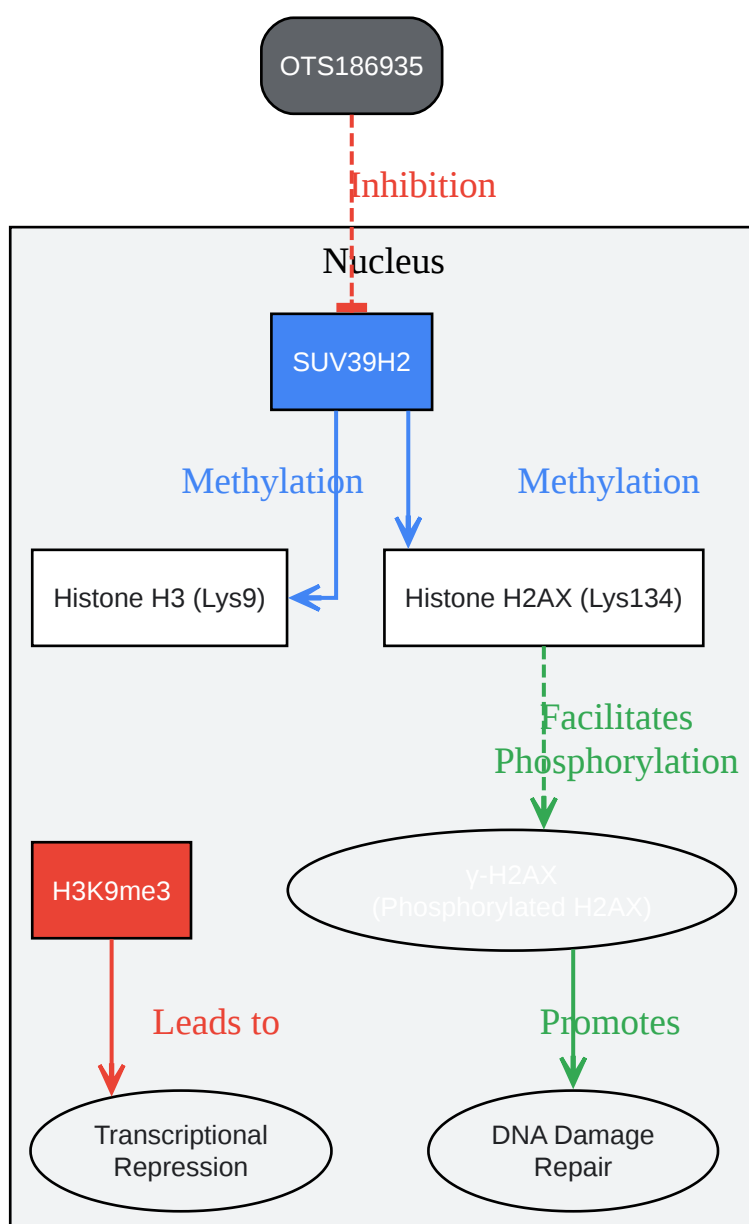 OTS186935
Inhibition
Nucleus
SUV39H2
Methylation
Methylation
Histone H3 (Lys9)
Histone H2AX (Lys134)
Facilitates
Phosphorylation
H3K9me3
γ-H2AX
(Phosphorylated H2AX)
Leads to
Promotes
Transcriptional
Repression
DNA Damage
Repair